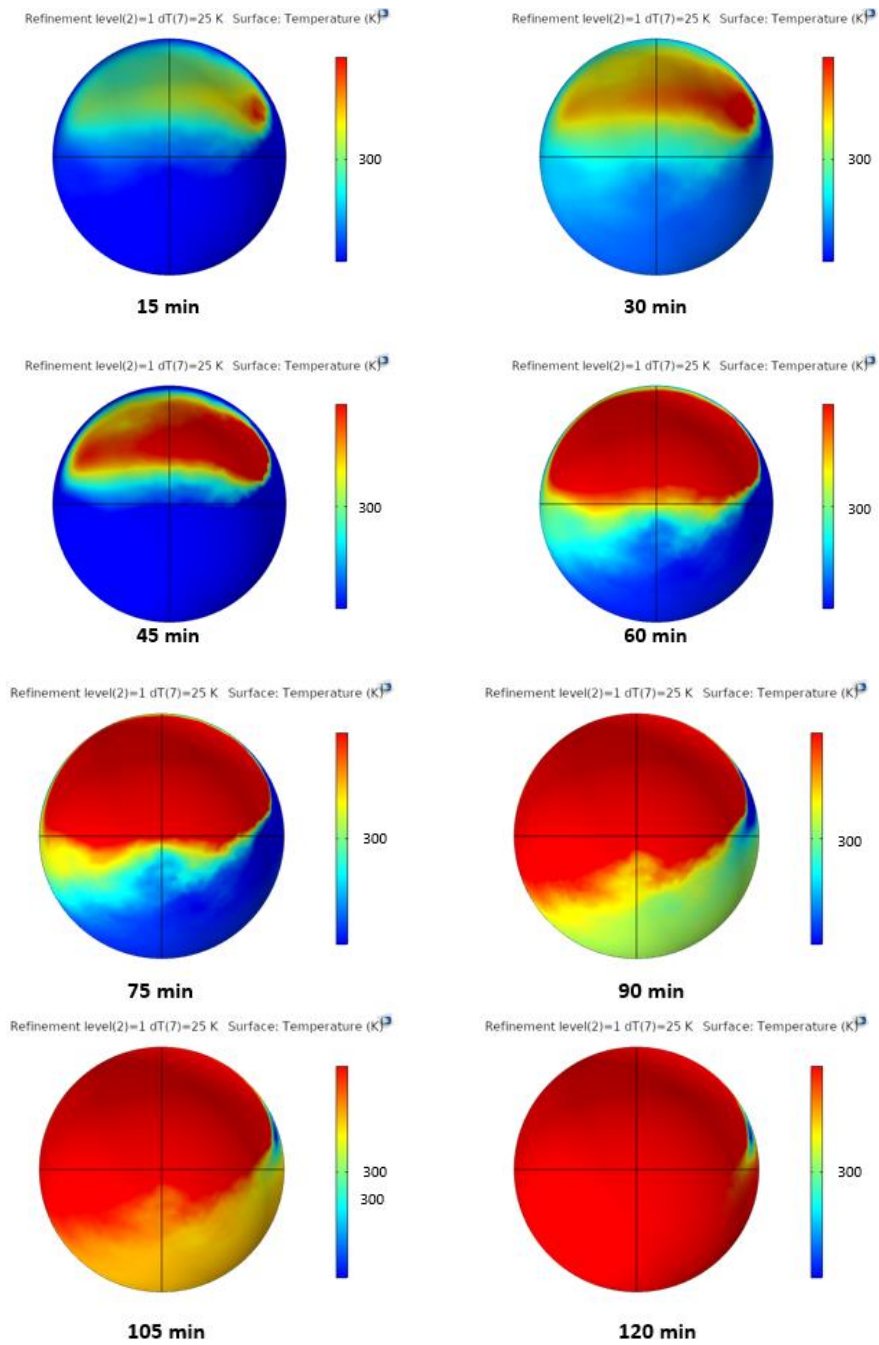 Refinement level(2)=1 dT(7)=25 K Surface: Temperature (K)
300
15 min
Refinement level(2)=1 dT(7)=25 K Surface: Temperature (K)
300
30 min
Refinement level(2)=1 dT(7)=25 K Surface: Temperature (K)
300
45 min
Refinement level(2)=1 dT(7)=25 K Surface: Temperature (K)
300
60 min
Refinement level(2)=1 dT(7)=25 K Surface: Temperature (K)
300
75 min
Refinement level(2)=1 dT(7)=25 K Surface: Temperature (K)
300
90 min
Refinement level(2)=1 dT(7)=25 K Surface: Temperature (K)
300
300
105 min
Refinement level(2)=1 dT(7)=25 K Surface: Temperature (K)
300
120 min